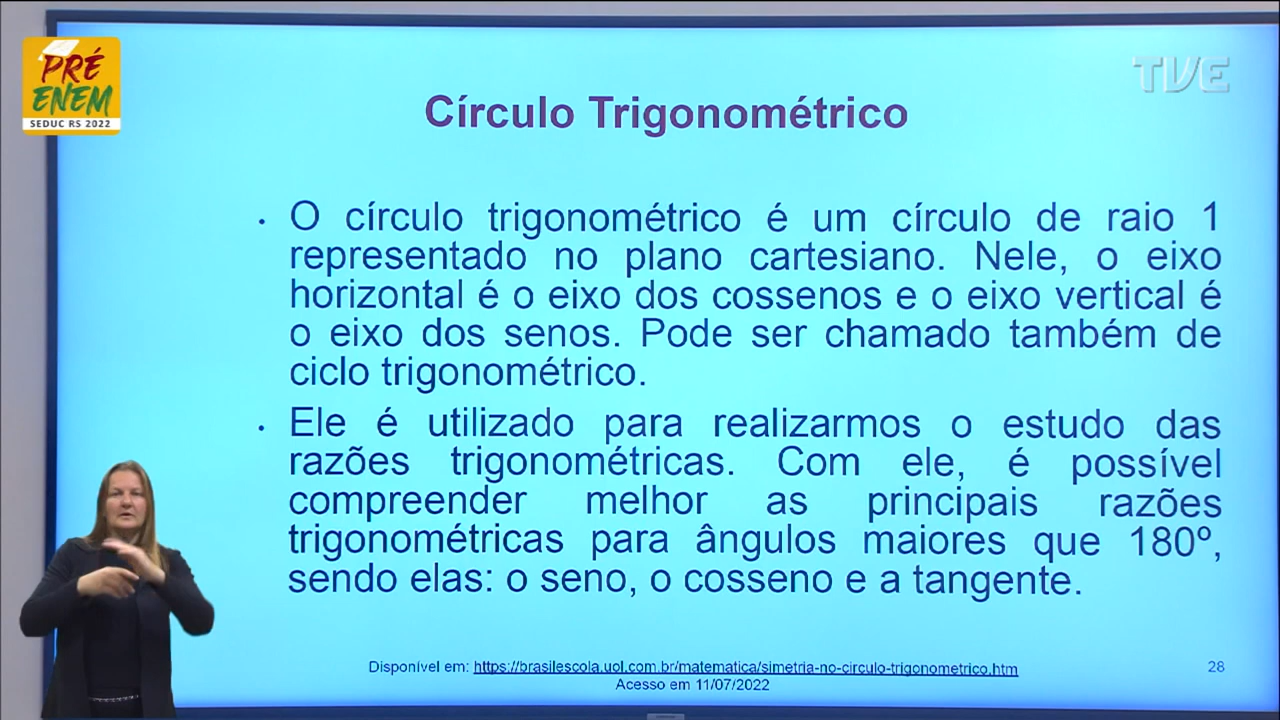 PRÉ
ENEM
SEDUC RS 2022
TVE
Círculo Trigonométrico
• O círculo trigonométrico é um círculo de raio 1
representado no plano cartesiano. Nele, o eixo
horizontal é o eixo dos cossenos e o eixo vertical é
o eixo dos senos. Pode ser chamado também de
ciclo trigonométrico.
• Ele é utilizado para realizarmos o estudo das
razões trigonométricas. Com ele, é possível
compreender melhor as principais razões
trigonométricas para ângulos maiores que 180º,
sendo elas: o seno, o cosseno e a tangente.
Disponível em: https://brasilescola.uol.com.br/matematica/simetria-no-circulo-trigonometrico.htm
Acesso em 11/07/2022
28